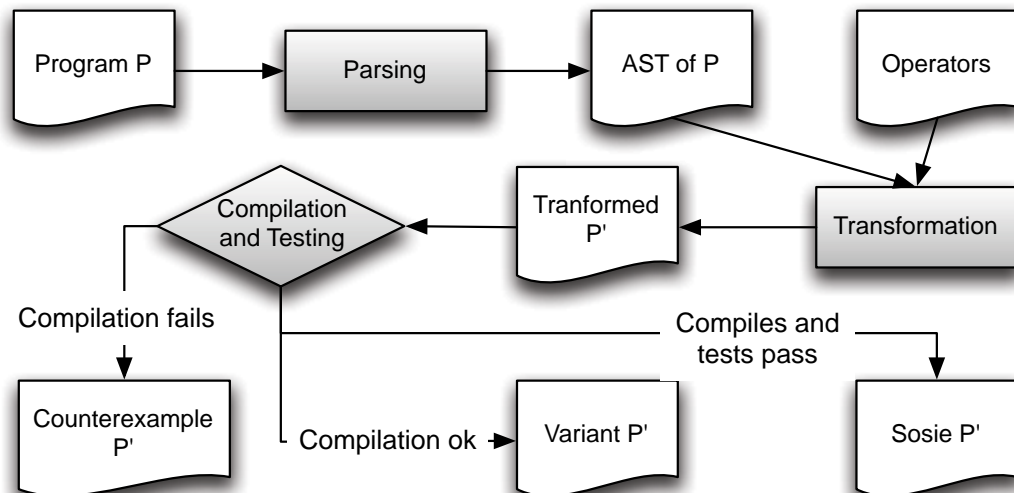 Program P
Parsing
AST of P
Operators
Compilation
and Testing
Tranformed
P'
Transformation
Compilation fails
Compiles and
tests pass
Counterexample
P'
Compilation ok
Variant P'
Sosie P'